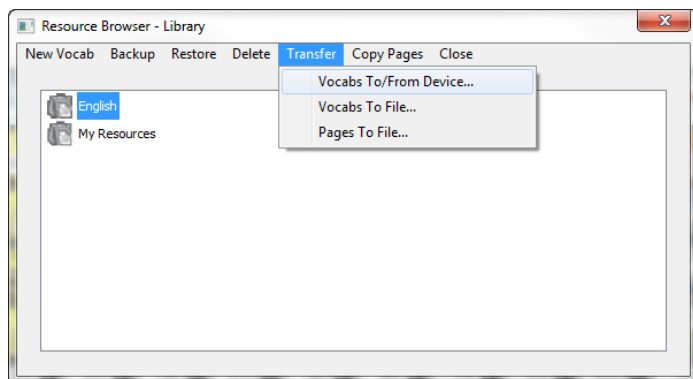 Resource Browser - Library
New Vocab Backup Restore Delete Transfer Copy Pages Close
Vocabs To/From Device...
Vocabs To File...
Pages To File...
English
My Resources